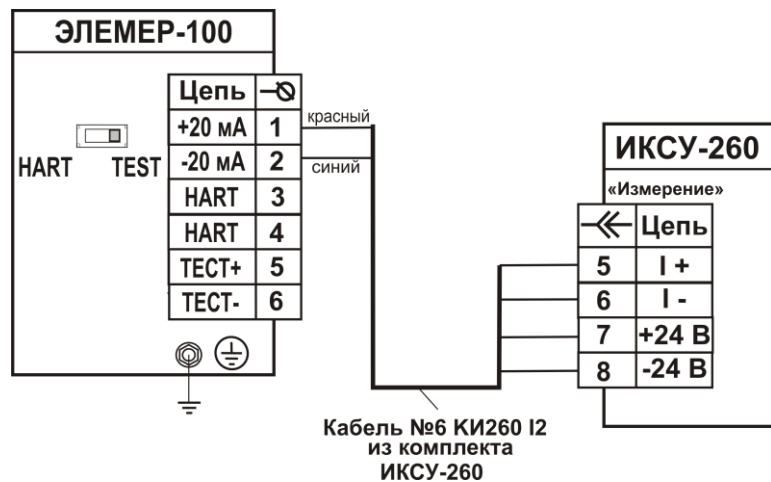 ЭЛЕМЕР-100
Цепь
+20 мА 1
-20 мА 2
HART 3
HART 4
ТЕСТ+ 5
ТЕСТ- 6
HART TEST
красный
синий
ИКСУ-260
«Измерение»
Цепь
5 I +
6 I -
7 +24 В
8 -24 В
Кабель №6 КИ260 I2
из комплекта
ИКСУ-260